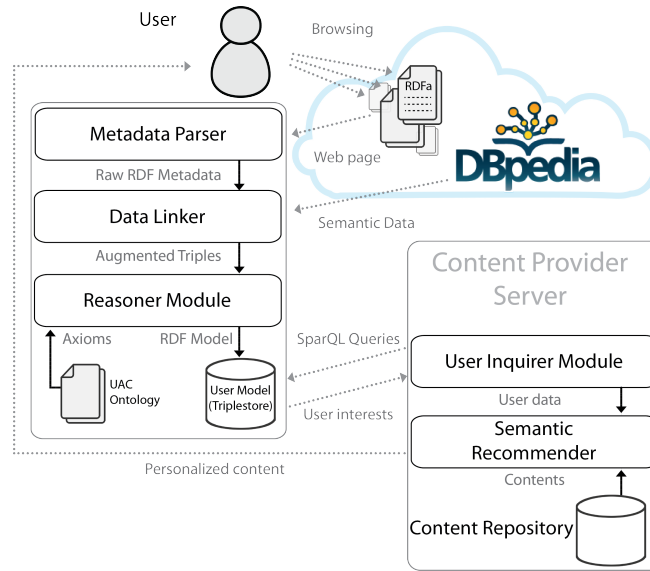 User
Browsing
RDFa
Metadata Parser
Web page
DBpedia
Raw RDF Metadata
Data Linker
Semantic Data
Augmented Triples
Content Provider
Server
Reasoner Module
Axioms
RDF Model
SparQL Queries
User Inquirer Module
UAC
Ontology
User Model
(Triplestore)
User interests
User data
Semantic
Recommender
Personalized content
Contents
Content Repository